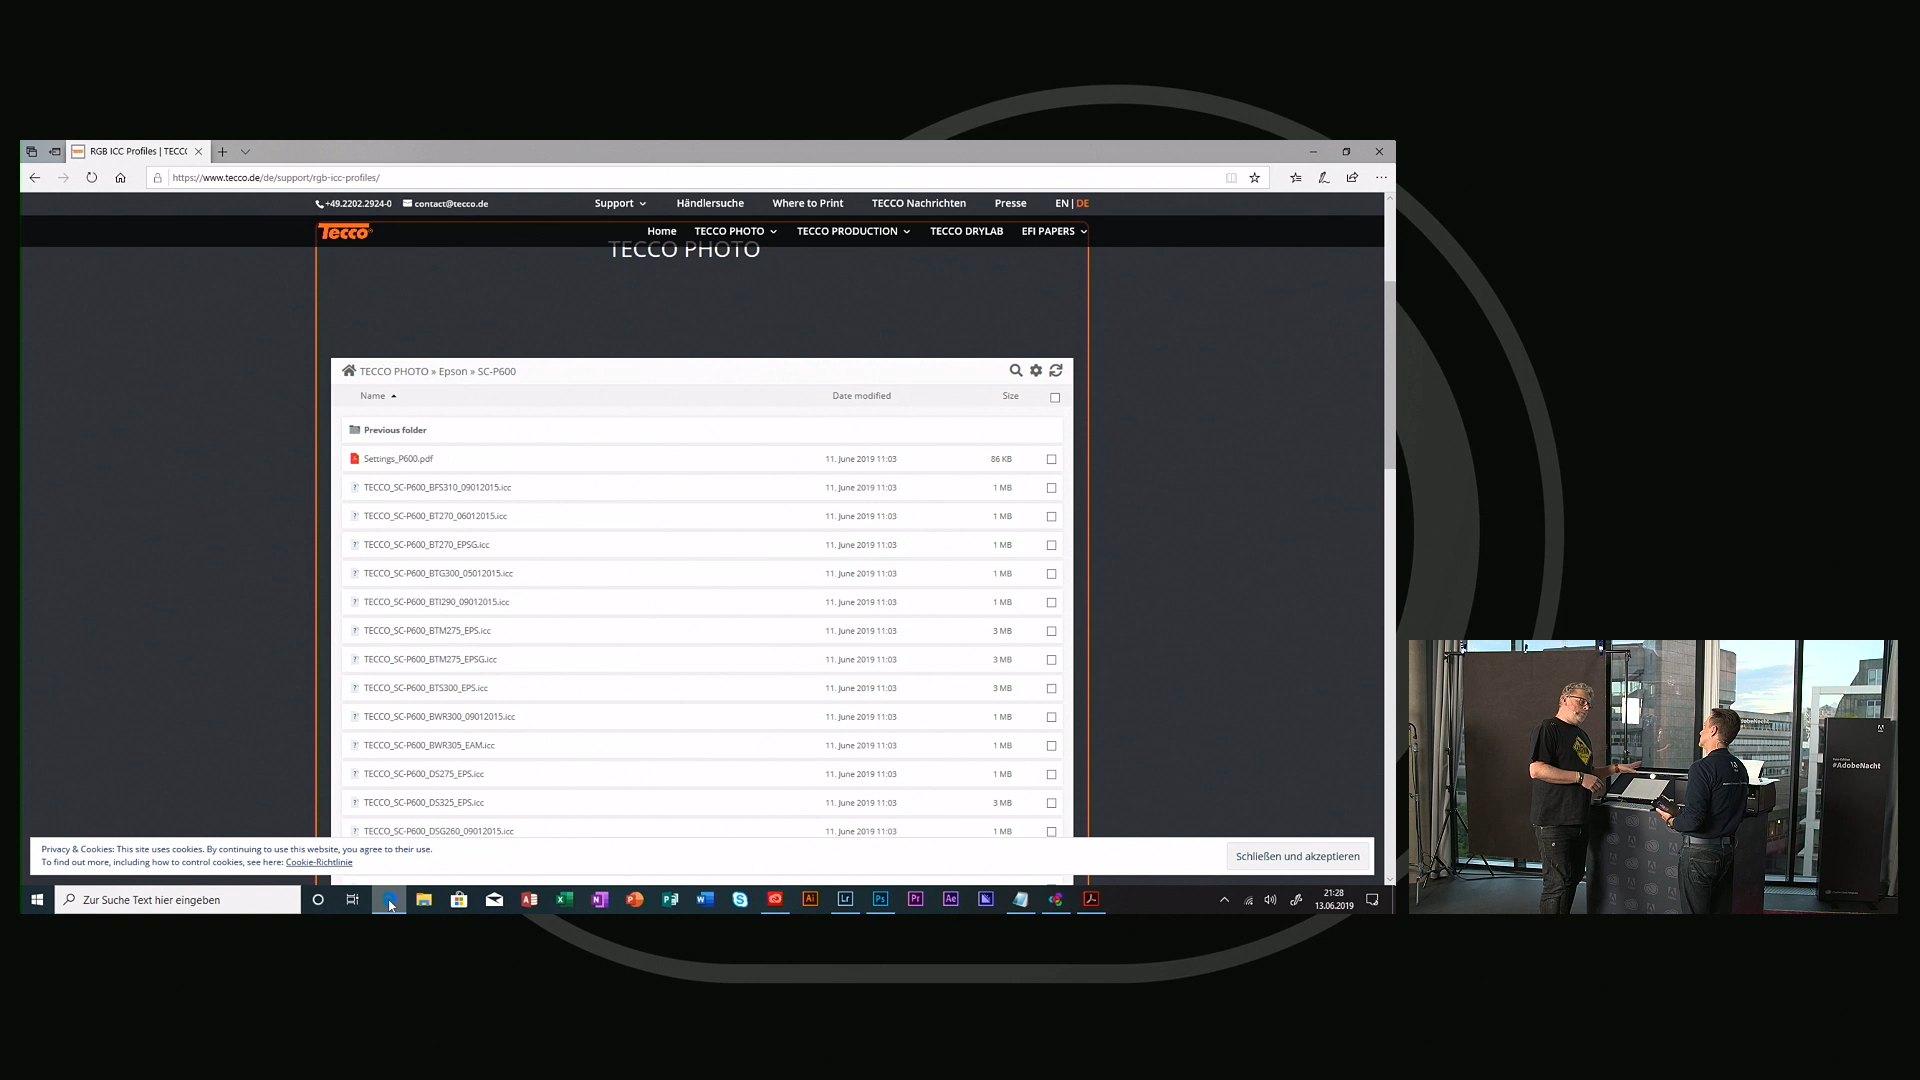 RGB ICC Profiles | TECC
https://www.tecco.de/de/support/rgb-icc-profiles/
+49.2202.2924-0 contact@tecco.de Support Händlersuche Where to Print TECCO Nachrichten Presse EN | DE
TECCO Home TECCO PHOTO TECCO PRODUCTION TECCO DRYLAB EFI PAPERS
TECCO PHOTO
TECCO PHOTO » Epson » SC-P600
Name Date modified Size
Previous folder
Settings_P600.pdf 11. June 2019 11:03 86 KB
TECCO_SC-P600_BFS310_09012015.icc 11. June 2019 11:03 1 MB
TECCO_SC-P600_BT270_06012015.icc 11. June 2019 11:03 1 MB
TECCO_SC-P600_BT270_EPSG.icc 11. June 2019 11:03 1 MB
TECCO_SC-P600_BTG300_05012015.icc 11. June 2019 11:03 1 MB
TECCO_SC-P600_BTI290_09012015.icc 11. June 2019 11:03 1 MB
TECCO_SC-P600_BTM275_EPS.icc 11. June 2019 11:03 3 MB
TECCO_SC-P600_BTM275_EPSG.icc 11. June 2019 11:03 3 MB
TECCO_SC-P600_BTS300_EPS.icc 11. June 2019 11:03 3 MB
TECCO_SC-P600_BWR300_09012015.icc 11. June 2019 11:03 1 MB
TECCO_SC-P600_BWR305_EAM.icc 11. June 2019 11:03 1 MB
TECCO_SC-P600_DS275_EPS.icc 11. June 2019 11:03 1 MB
TECCO_SC-P600_DS325_EPS.icc 11. June 2019 11:03 3 MB
TECCO_SC-P600_DSG260_09012015.icc 11. June 2019 11:03 1 MB
Privacy & Cookies: This site uses cookies. By continuing to use this website, you agree to their use.
To find out more, including how to control cookies, see here: Cookie-Richtlinie
Schließen und akzeptieren
Zur Suche Text hier eingeben
Ai Lr Ps Pr Ae
21:28
13.06.2019
#AdobeNacht